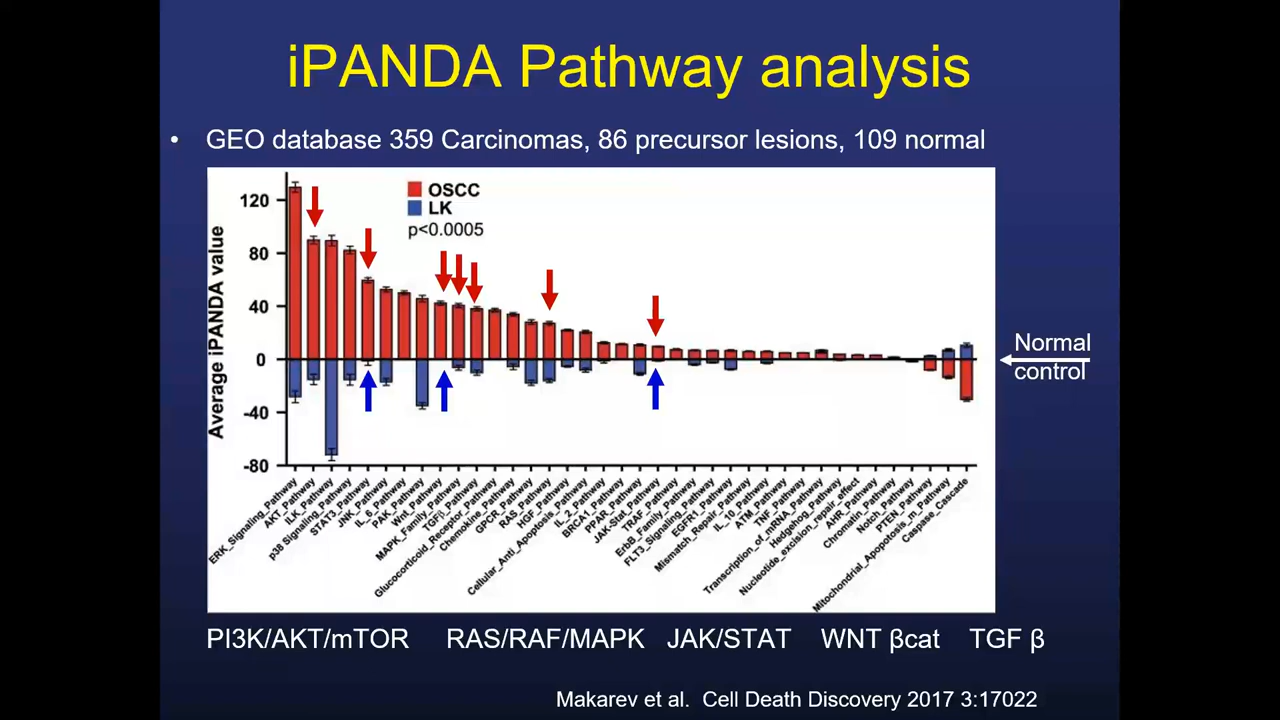 iPANDA Pathway analysis
• GEO database 359 Carcinomas, 86 precursor lesions, 109 normal
Average iPANDA value
120
80
40
0
-40
-80
OSCC
LK
p<0.0005
Normal
control
ERK_Signaling_Pathway
AKT_Pathway
ILK_Pathway
p38 Signaling_Pathway
STAT3_Pathway
JNK_Pathway
IL_6_Pathway
PAK_Pathway
Wnt_Pathway
MAPK_Family_Pathway
TGFβ_Pathway
Glucocorticoid_Receptor_Pathway
Chemokine_Pathway
GPCR_Pathway
RAS_Pathway
HGF_Pathway
Cellular_Anti_Apoptosis_Pathway
IL_2_Pathway
BRCA1_Pathway
PPAR_Pathway
JAK-Stat_Pathway
TRAF_Pathway
ErbB_Family_Pathway
FLT3_Signaling_Pathway
EGFR1_Pathway
Mismatch_Repair_Pathway
IL_10_Pathway
ATM_Pathway
TNF_Pathway
Transcription_of_mRNA_Pathway
Hedgehog_Pathway
Nucleotide_excision_repair_effect
AHR_Pathway
Chromatin_Pathway
Notch_Pathway
PTEN_Pathway
Mitochondrial_Apopotosis_m_Pathway
Caspase_Cascade
PI3K/AKT/mTOR RAS/RAF/MAPK JAK/STAT WNT βcat TGF β
Makarev et al. Cell Death Discovery 2017 3:17022